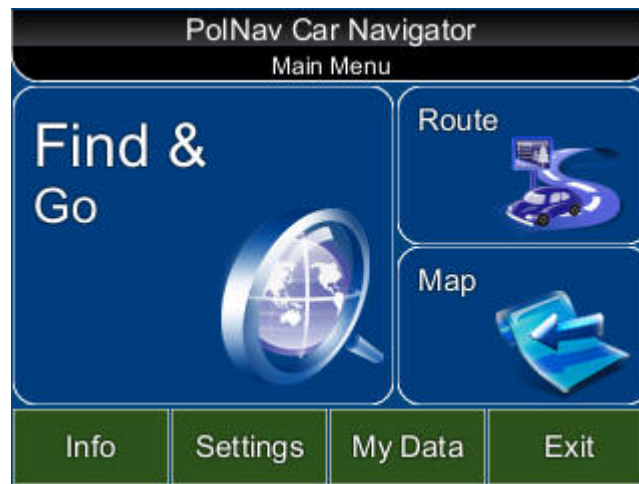 PolNav Car Navigator
Main Menu
Find &
Go
Route
Map
Info
Settings
My Data
Exit